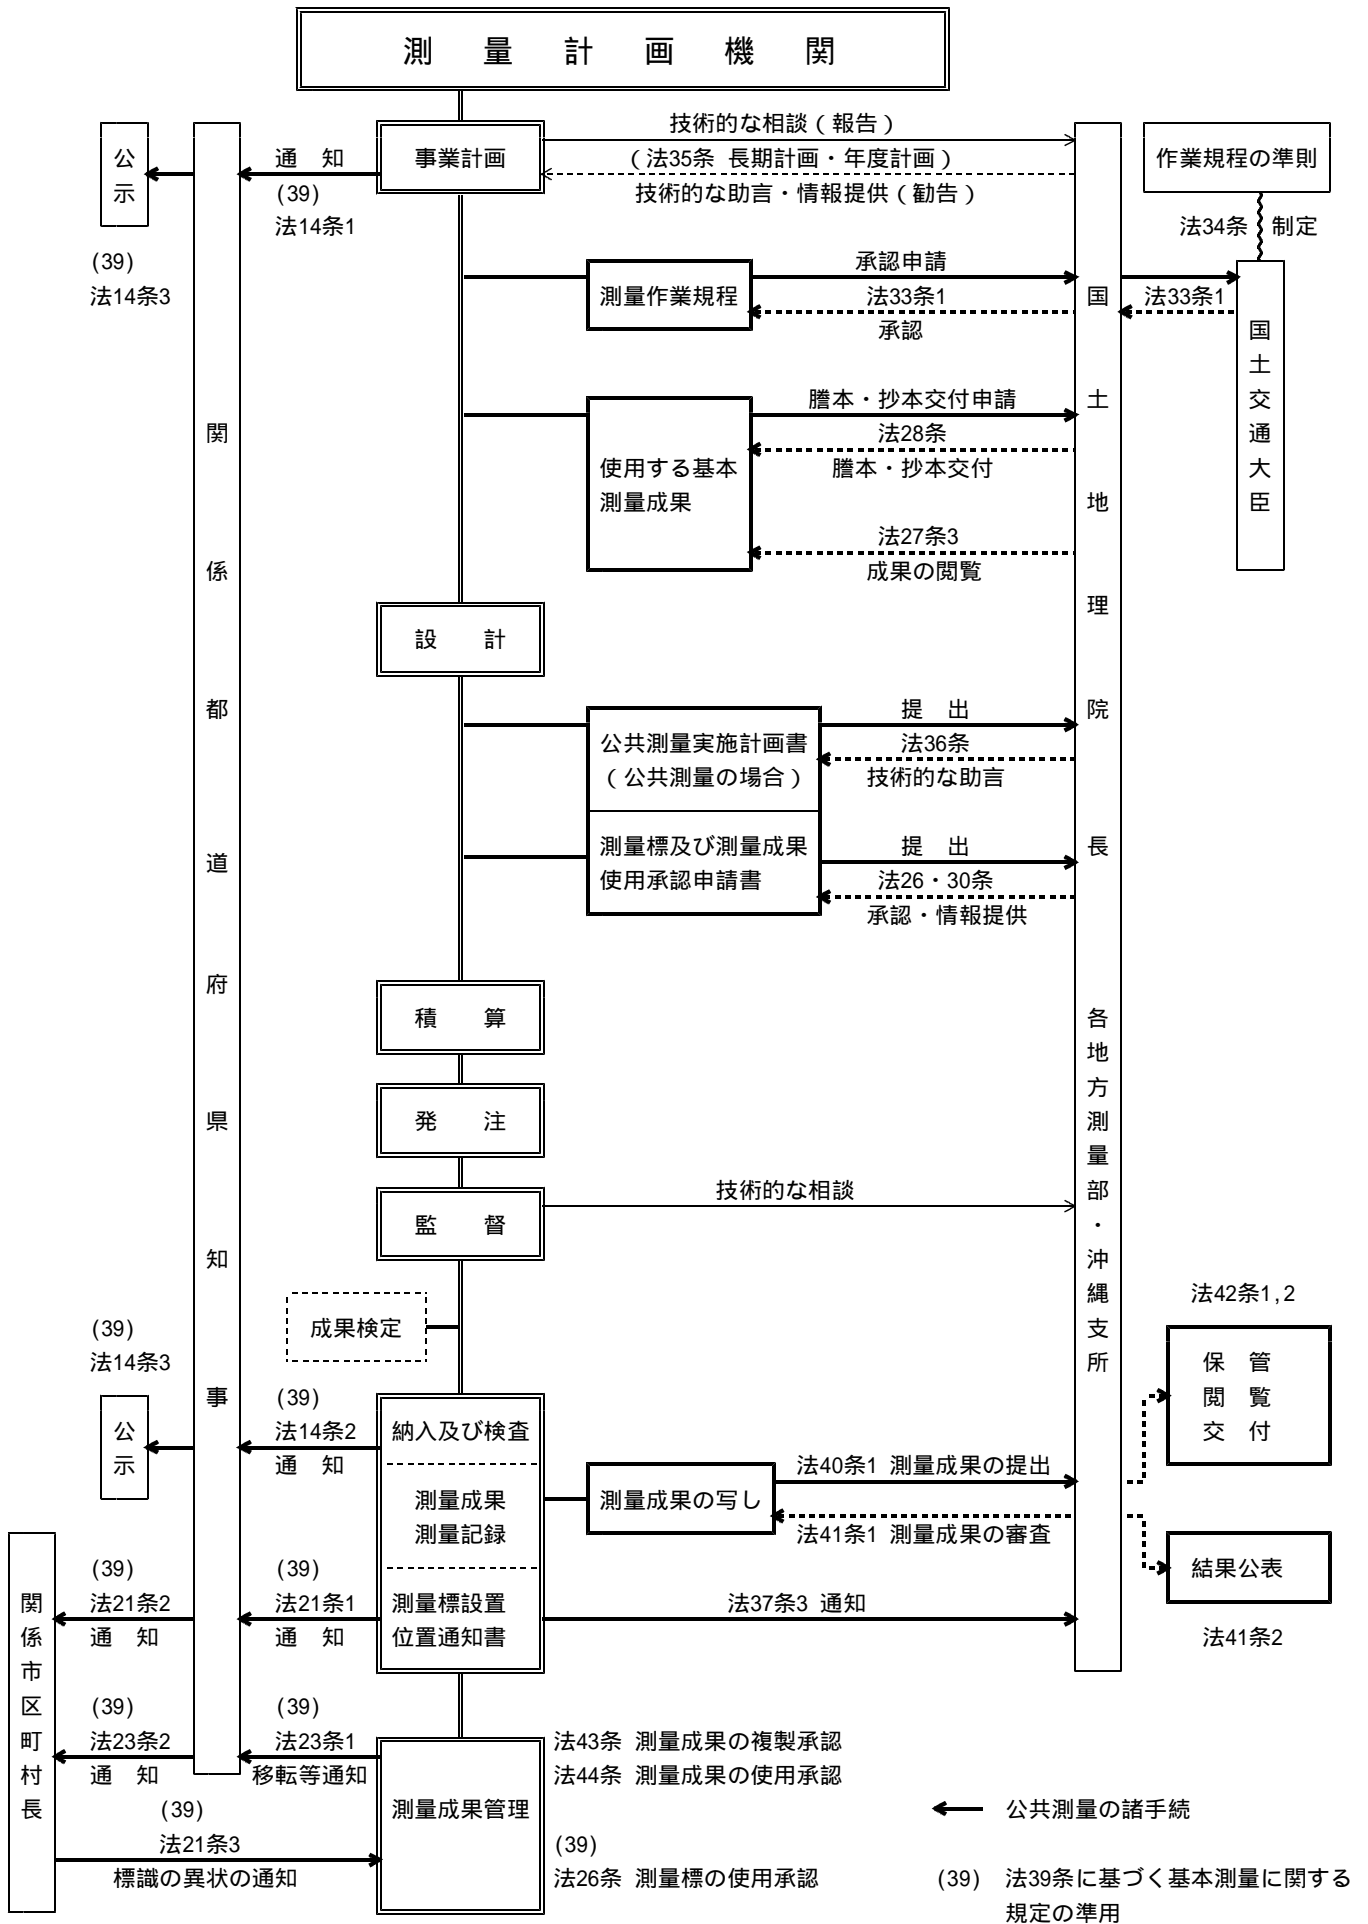 測量計画機関
公示
(39)
法14条3
関係都道府県知事
通 知
(39)
法14条1
事業計画
技術的な相談（報告）
（法35条 長期計画・年度計画）
技術的な助言・情報提供（勧告）
作業規程の準則
法34条 制定
測量作業規程
承認申請
法33条1
承認
法33条1
国土交通大臣
国土地理院長
各地方測量部・沖縄支所
使用する基本
測量成果
謄本・抄本交付申請
法28条
謄本・抄本交付
法27条3
成果の閲覧
設 計
公共測量実施計画書
（公共測量の場合）
提 出
法36条
技術的な助言
測量標及び測量成果
使用承認申請書
提 出
法26・30条
承認・情報提供
積 算
発 注
監 督
技術的な相談
成果検定
(39)
法14条3
公示
(39)
法14条2
通 知
納入及び検査
測量成果
測量記録
測量標設置
位置通知書
測量成果の写し
法40条1 測量成果の提出
法41条1 測量成果の審査
法37条3 通知
法42条1,2
保 管
閲 覧
交 付
結果公表
法41条2
関係市区町村長
(39)
法21条2
通 知
(39)
法21条1
通 知
(39)
法23条2
通 知
(39)
法23条1
移転等通知
(39)
法21条3
標識の異状の通知
測量成果管理
法43条 測量成果の複製承認
法44条 測量成果の使用承認
(39)
法26条 測量標の使用承認
公共測量の諸手続
(39) 法39条に基づく基本測量に関する
規定の準用